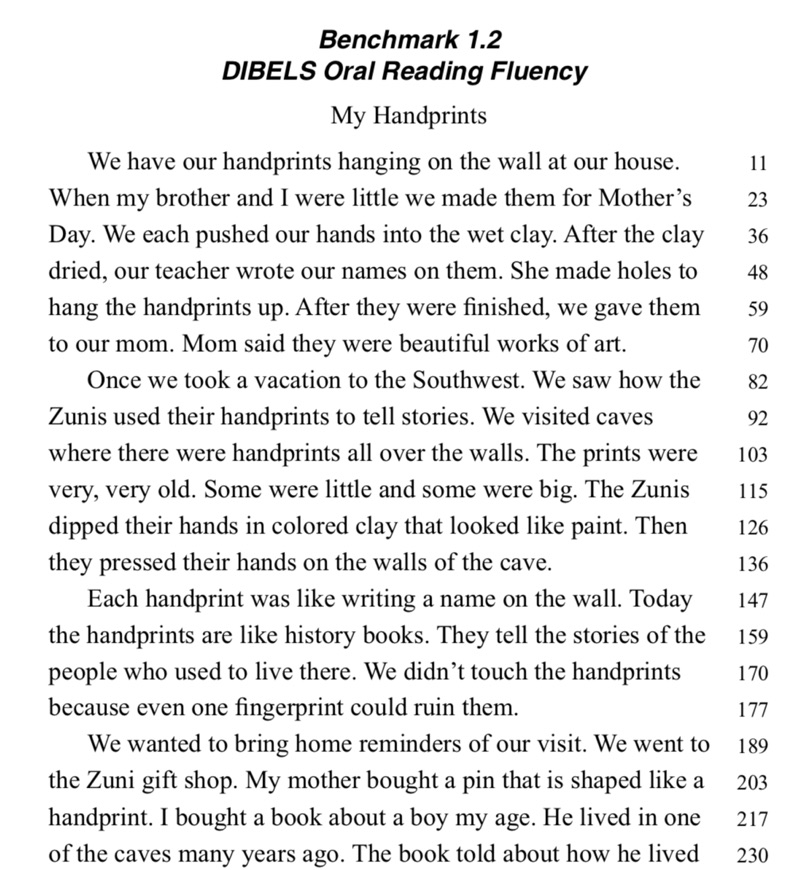 Benchmark 1.2
DIBELS Oral Reading Fluency
My Handprints
We have our handprints hanging on the wall at our house. 11
When my brother and I were little we made them for Mother’s 23
Day. We each pushed our hands into the wet clay. After the clay 36
dried, our teacher wrote our names on them. She made holes to 48
hang the handprints up. After they were finished, we gave them 59
to our mom. Mom said they were beautiful works of art. 70
Once we took a vacation to the Southwest. We saw how the 82
Zunis used their handprints to tell stories. We visited caves 92
where there were handprints all over the walls. The prints were 103
very, very old. Some were little and some were big. The Zunis 115
dipped their hands in colored clay that looked like paint. Then 126
they pressed their hands on the walls of the cave. 136
Each handprint was like writing a name on the wall. Today 147
the handprints are like history books. They tell the stories of the 159
people who used to live there. We didn’t touch the handprints 170
because even one fingerprint could ruin them. 177
We wanted to bring home reminders of our visit. We went to 189
the Zuni gift shop. My mother bought a pin that is shaped like a 203
handprint. I bought a book about a boy my age. He lived in one 217
of the caves many years ago. The book told about how he lived 230